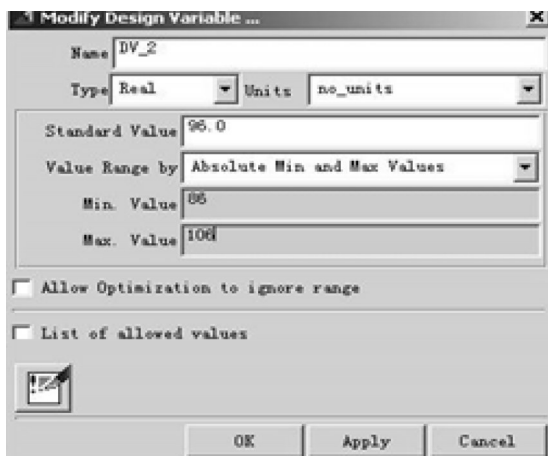 Modify Design Variable ...
Name DV_2
Type Real Units no_units
Standard Value 96.0
Value Range by Absolute Min and Max Values
Min. Value 86
Max. Value 106
Allow Optimization to ignore range
List of allowed values
OK Apply Cancel